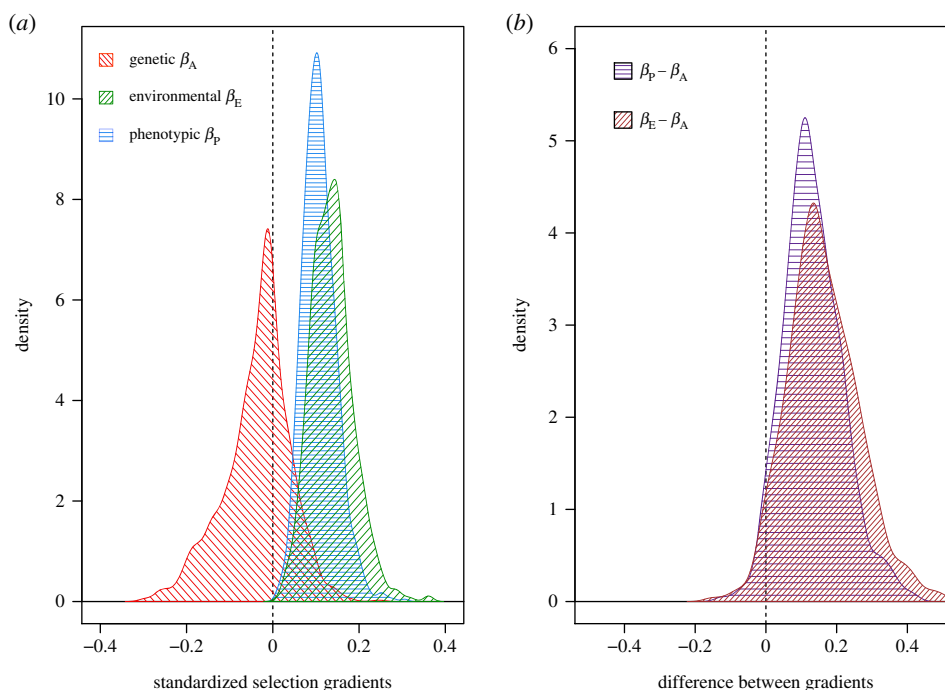 (a)
genetic βA
environmental βE
phenotypic βP
density
10
8
6
4
2
0
−0.4 −0.2 0 0.2 0.4
standardized selection gradients
(b)
βP − βA
βE − βA
density
6
5
4
3
2
1
0
−0.4 −0.2 0 0.2 0.4
difference between gradients